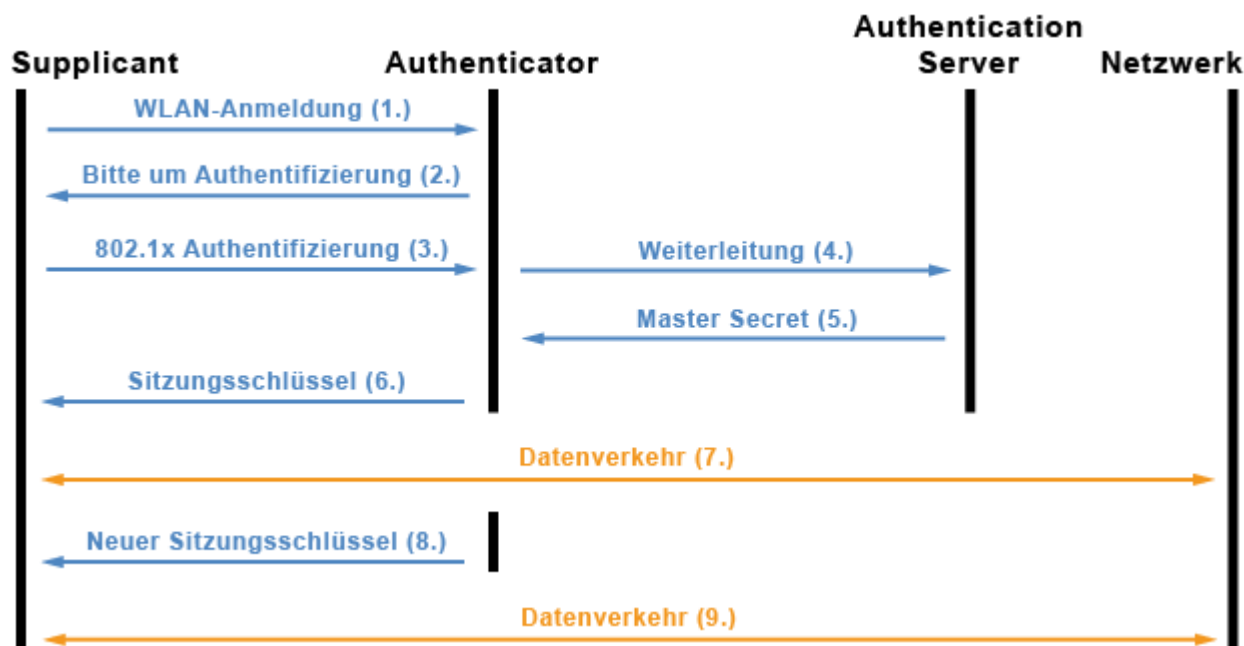 Supplicant
Authenticator
Authentication
Server
Netzwerk
WLAN-Anmeldung (1.)
Bitte um Authentifizierung (2.)
802.1x Authentifizierung (3.)
Weiterleitung (4.)
Master Secret (5.)
Sitzungsschlüssel (6.)
Datenverkehr (7.)
Neuer Sitzungsschlüssel (8.)
Datenverkehr (9.)